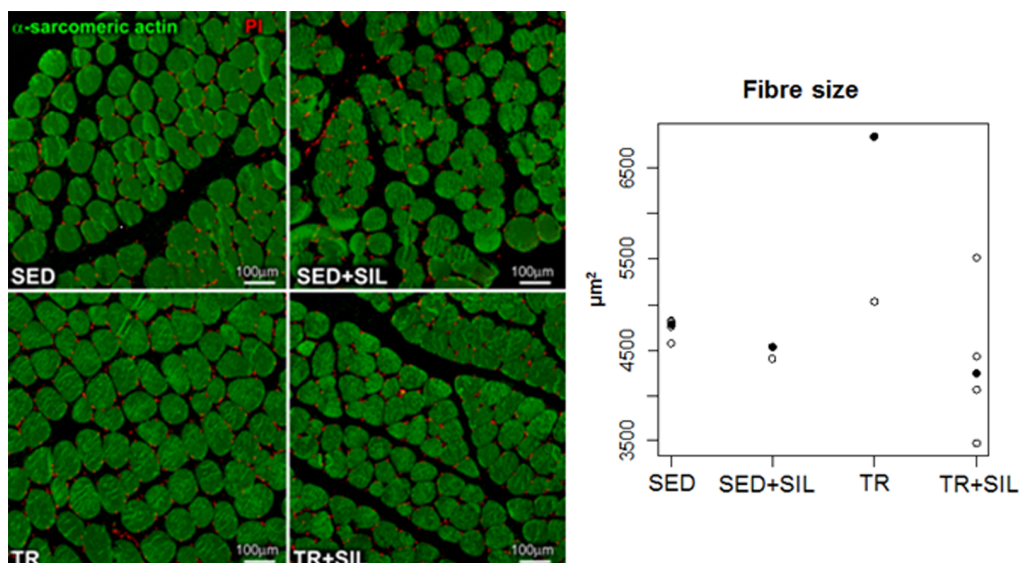 α-sarcomeric actin PI
SED
100μm
SED+SIL
100μm
TR
100μm
TR+SIL
100μm
Fibre size
μm²
6500
5500
4500
3500
SED SED+SIL TR TR+SIL